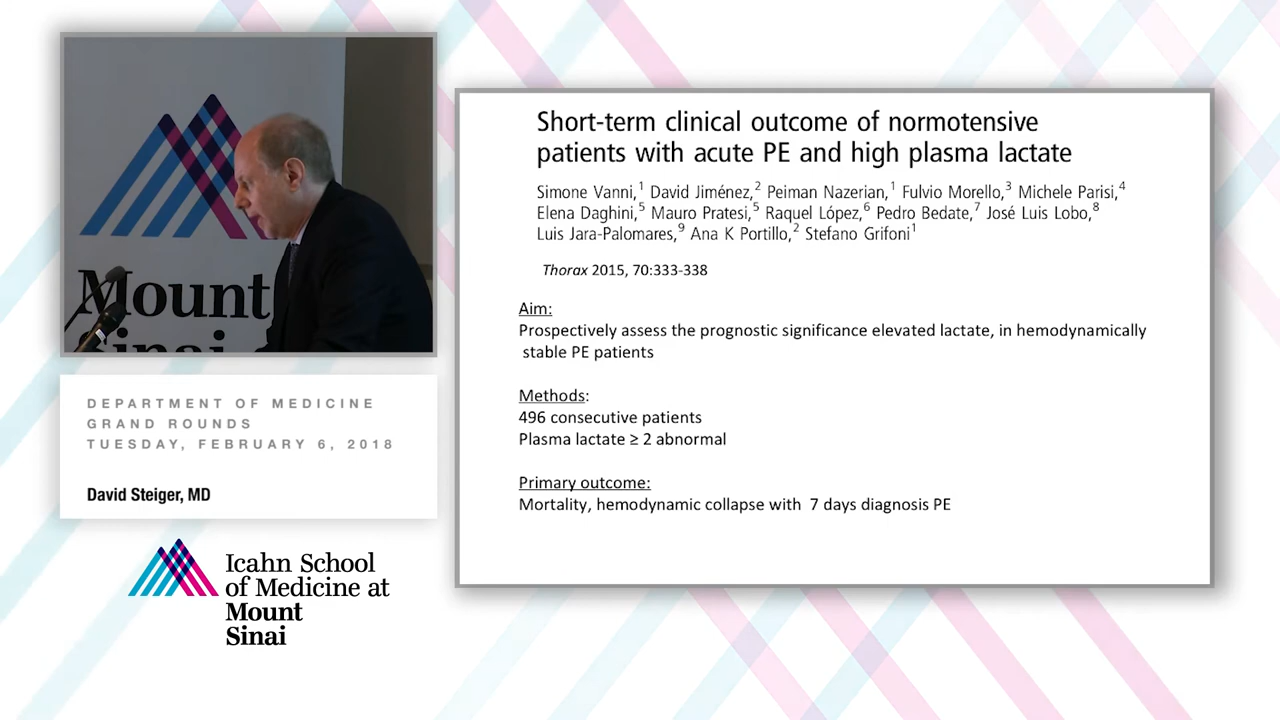 Mount
Sinai
DEPARTMENT OF MEDICINE
GRAND ROUNDS
TUESDAY, FEBRUARY 6, 2018
David Steiger, MD
Icahn School
of Medicine at
Mount
Sinai
Short-term clinical outcome of normotensive
patients with acute PE and high plasma lactate
Simone Vanni,1 David Jiménez,2 Peiman Nazerian,1 Fulvio Morello,3 Michele Parisi,4
Elena Daghini,5 Mauro Pratesi,5 Raquel López,6 Pedro Bedate,7 José Luis Lobo,8
Luis Jara-Palomares,9 Ana K Portillo,2 Stefano Grifoni1
Thorax 2015, 70:333-338
Aim:
Prospectively assess the prognostic significance elevated lactate, in hemodynamically
stable PE patients
Methods:
496 consecutive patients
Plasma lactate ≥ 2 abnormal
Primary outcome:
Mortality, hemodynamic collapse with 7 days diagnosis PE